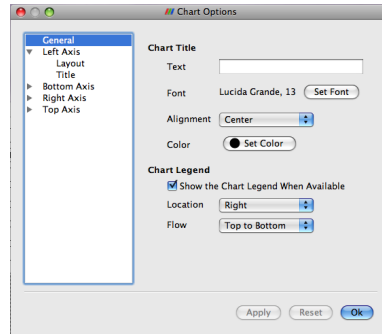 Chart Options
General
Left Axis
Layout
Title
Bottom Axis
Right Axis
Top Axis
Chart Title
Text
Font Lucida Grande, 13 Set Font
Alignment Center
Color Set Color
Chart Legend
Show the Chart Legend When Available
Location Right
Flow Top to Bottom
Apply Reset Ok